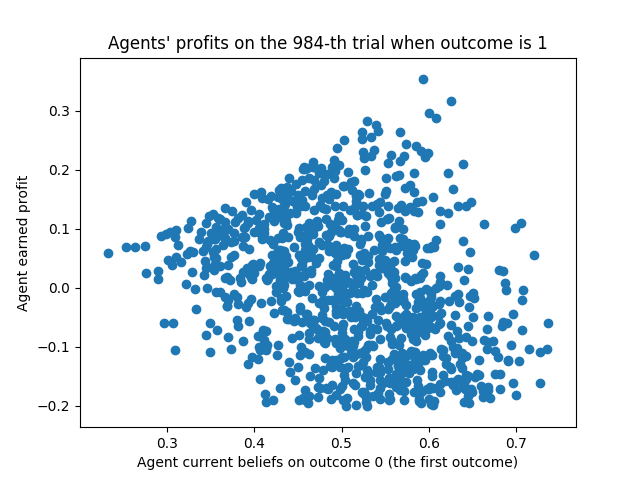 Agents' profits on the 984-th trial when outcome is 1
Agent earned profit
0.3
0.2
0.1
0.0
−0.1
−0.2
0.3 0.4 0.5 0.6 0.7
Agent current beliefs on outcome 0 (the first outcome)